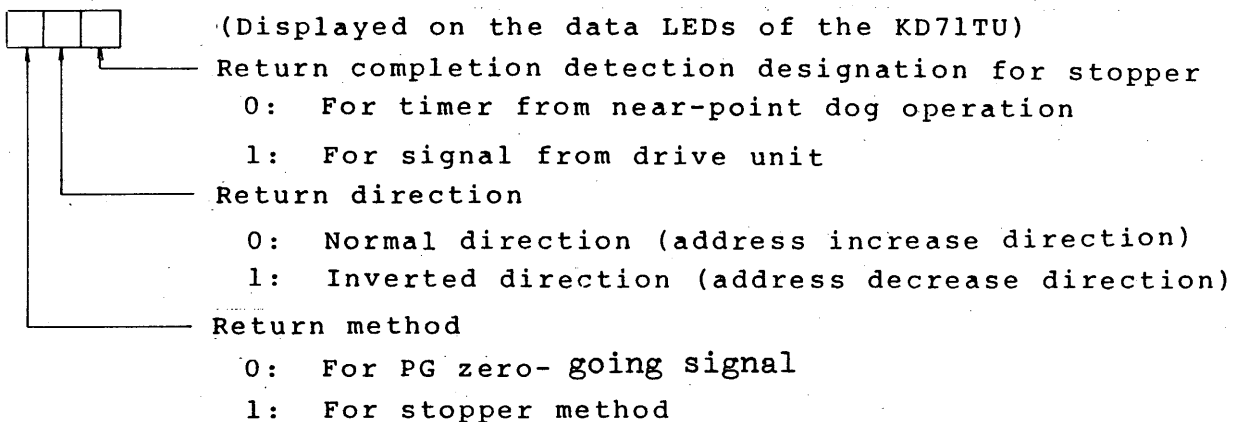 (Displayed on the data LEDs of the KD71TU)
Return completion detection designation for stopper
0: For timer from near-point dog operation
1: For signal from drive unit
Return direction
0: Normal direction (address increase direction)
1: Inverted direction (address decrease direction)
Return method
0: For PG zero- going signal
1: For stopper method